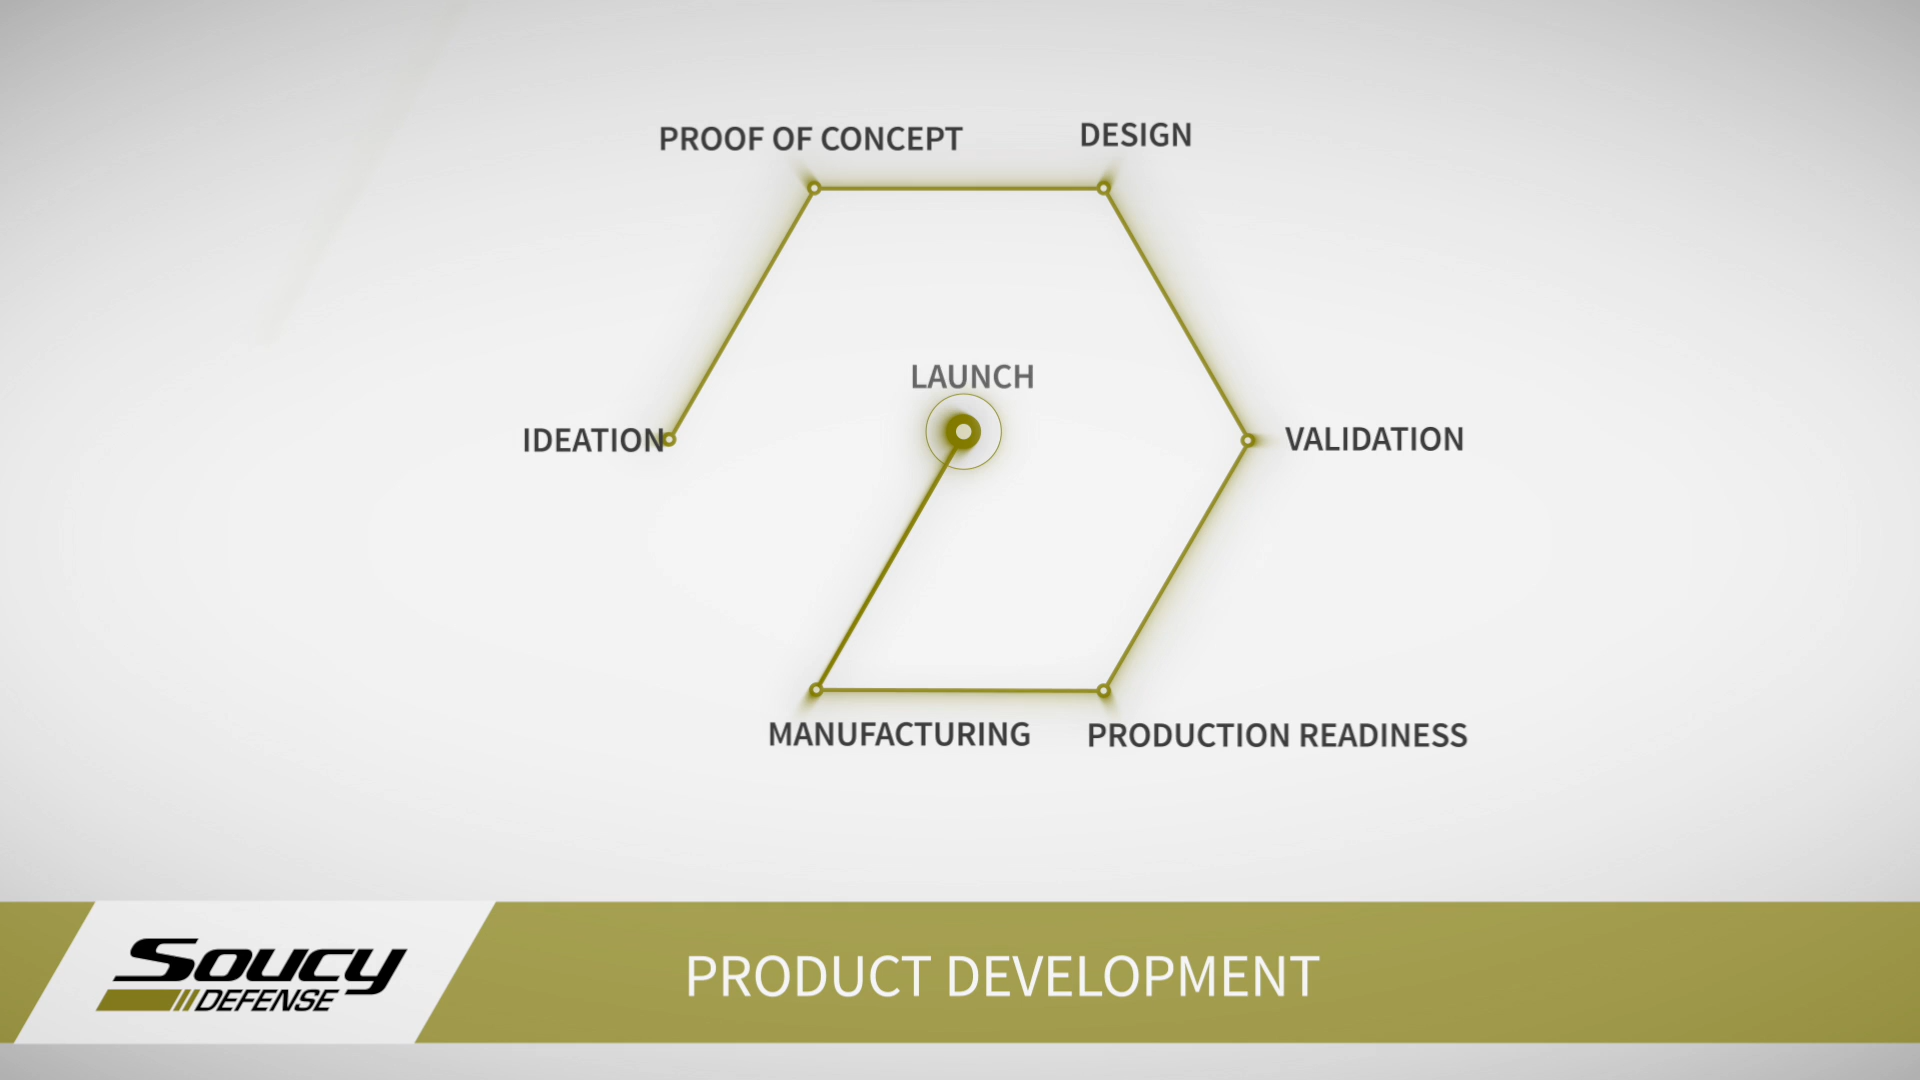 PROOF OF CONCEPT
DESIGN
LAUNCH
IDEATION
VALIDATION
MANUFACTURING
PRODUCTION READINESS
SOUCY
DEFENSE
PRODUCT DEVELOPMENT